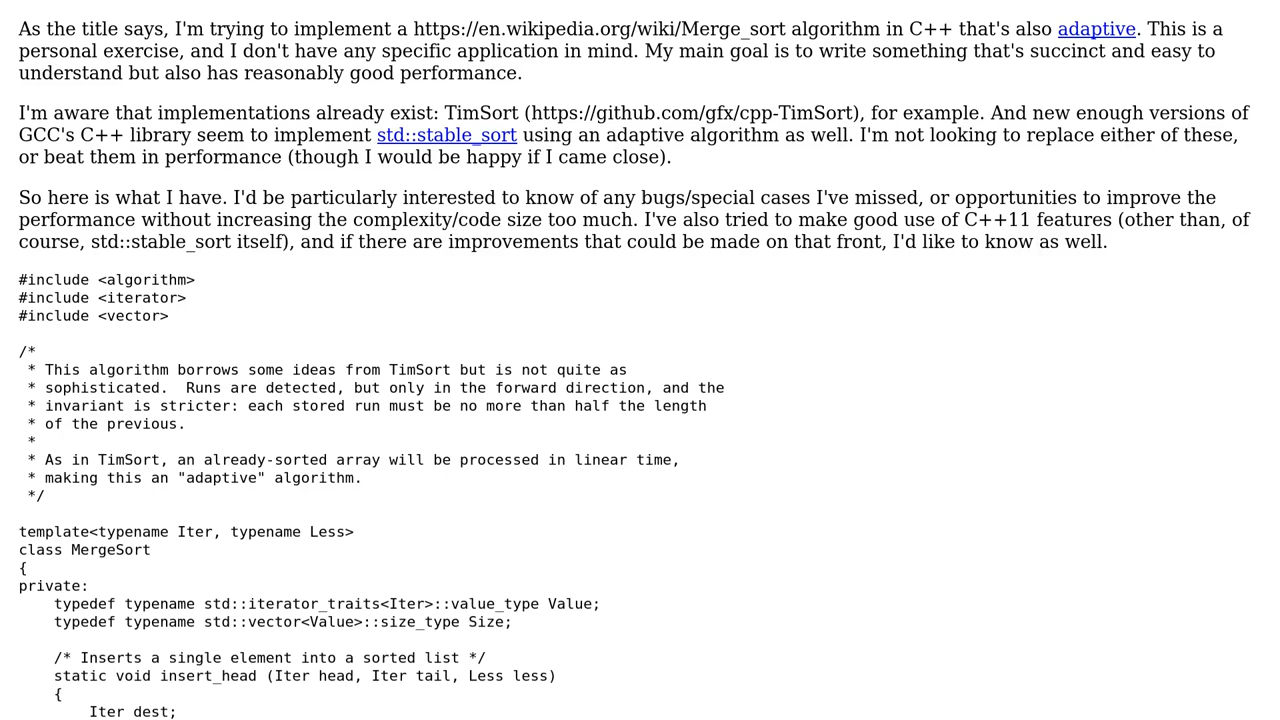 As the title says, I'm trying to implement a https://en.wikipedia.org/wiki/Merge_sort algorithm in C++ that's also adaptive. This is a
personal exercise, and I don't have any specific application in mind. My main goal is to write something that's succinct and easy to
understand but also has reasonably good performance.
I'm aware that implementations already exist: TimSort (https://github.com/gfx/cpp-TimSort), for example. And new enough versions of
GCC's C++ library seem to implement std::stable_sort using an adaptive algorithm as well. I'm not looking to replace either of these,
or beat them in performance (though I would be happy if I came close).
So here is what I have. I'd be particularly interested to know of any bugs/special cases I've missed, or opportunities to improve the
performance without increasing the complexity/code size too much. I've also tried to make good use of C++11 features (other than, of
course, std::stable_sort itself), and if there are improvements that could be made on that front, I'd like to know as well.
#include <algorithm>
#include <iterator>
#include <vector>
/*
 * This algorithm borrows some ideas from TimSort but is not quite as
 * sophisticated.  Runs are detected, but only in the forward direction, and the
 * invariant is stricter: each stored run must be no more than half the length
 * of the previous.
 *
 * As in TimSort, an already-sorted array will be processed in linear time,
 * making this an "adaptive" algorithm.
 */
template<typename Iter, typename Less>
class MergeSort
{
private:
    typedef typename std::iterator_traits<Iter>::value_type Value;
    typedef typename std::vector<Value>::size_type Size;
    /* Inserts a single element into a sorted list */
    static void insert_head (Iter head, Iter tail, Less less)
    {
        Iter dest;